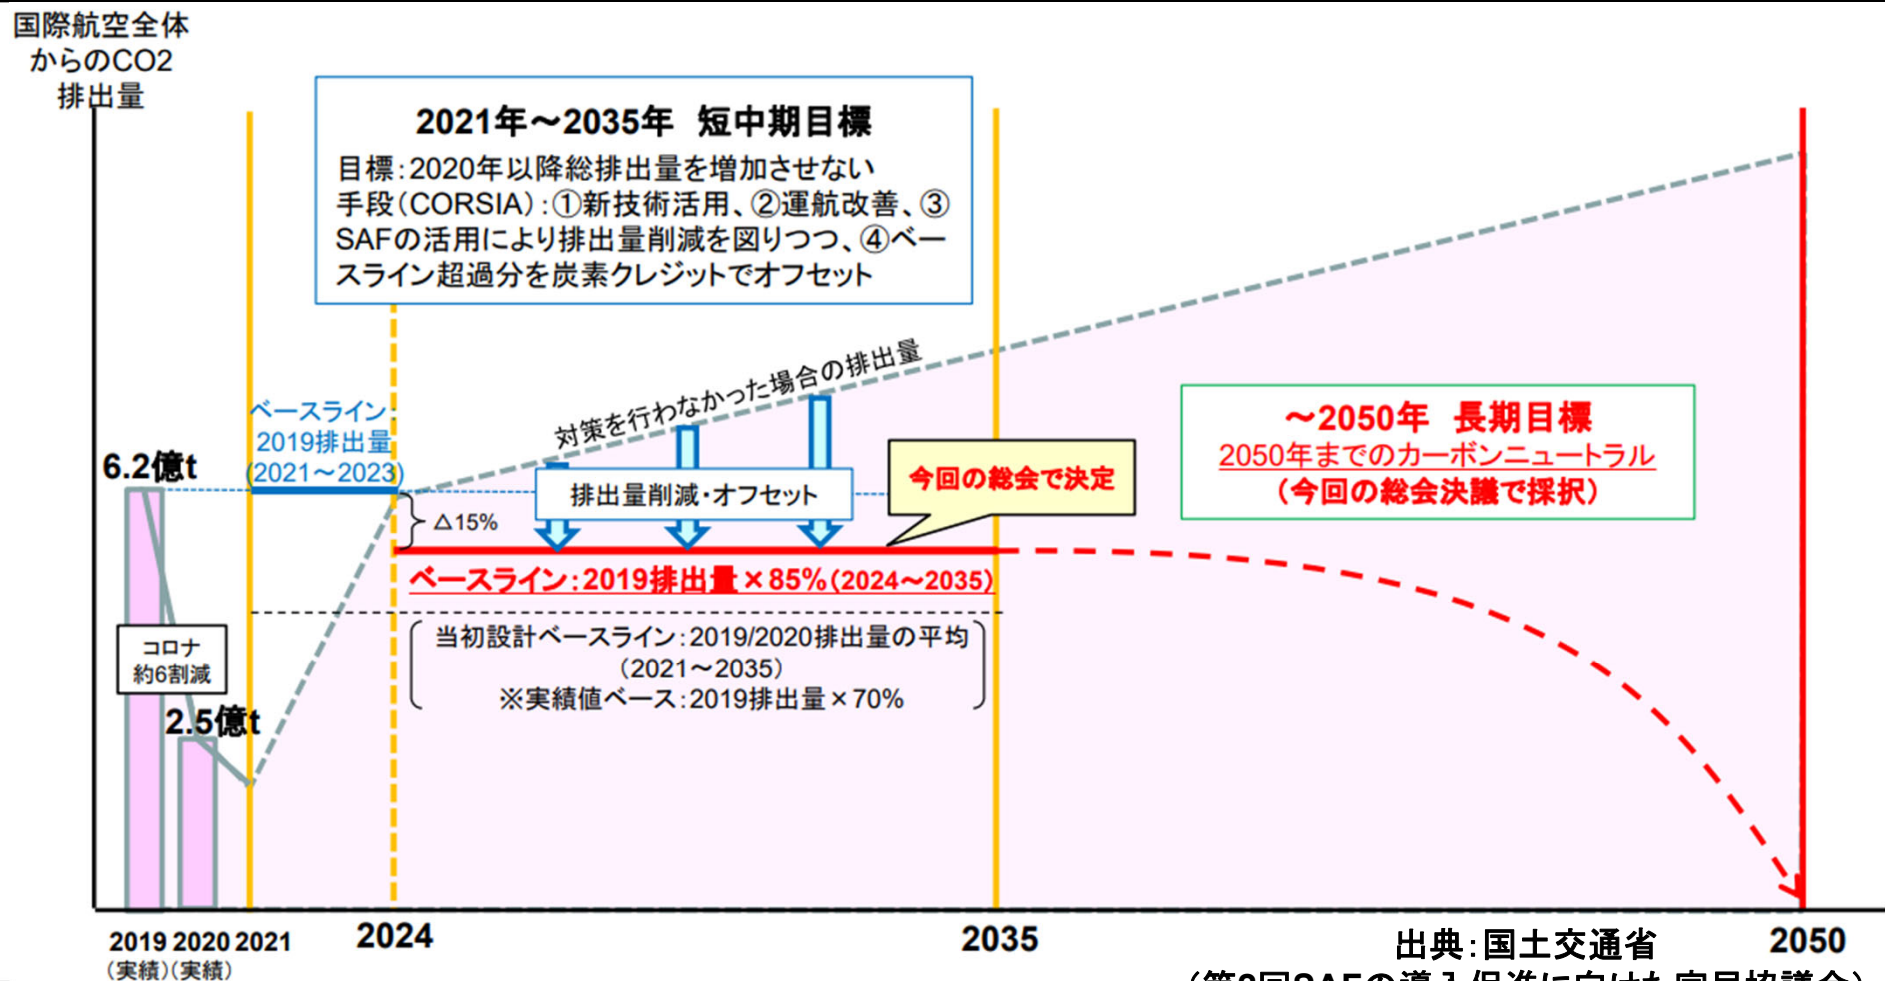 国際航空全体
からのCO2
排出量
2021年～2035年 短中期目標
目標：2020年以降総排出量を増加させない
手段（CORSIA）：①新技術活用、②運航改善、③
SAFの活用により排出量削減を図りつつ、④ベー
スライン超過分を炭素クレジットでオフセット
対策を行わなかった場合の排出量
ベースライン：
2019排出量
(2021～2023)
6.2億t
排出量削減・オフセット
今回の総会で決定
～2050年 長期目標
2050年までのカーボンニュートラル
（今回の総会決議で採択）
△15%
ベースライン：2019排出量×85%（2024～2035）
当初設計ベースライン：2019/2020排出量の平均
（2021～2035）
※実績値ベース：2019排出量×70%
コロナ
約6割減
2.5億t
2019
（実績）
2020
（実績）
2021
2024
2035
2050
出典：国土交通省